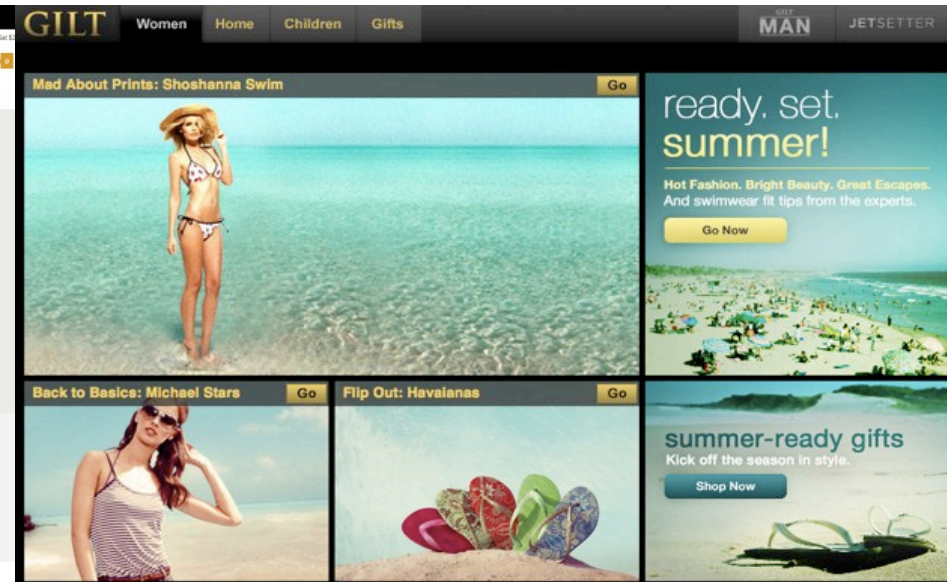 GILT
Women
Home
Children
Gifts
GILT
MAN
JETSETTER
Mad About Prints: Shoshanna Swim
Go
ready. set.
summer!
Hot Fashion. Bright Beauty. Great Escapes.
And swimwear fit tips from the experts.
Go Now
Back to Basics: Michael Stars
Go
Flip Out: Havaianas
Go
summer-ready gifts
Kick off the season in style.
Shop Now